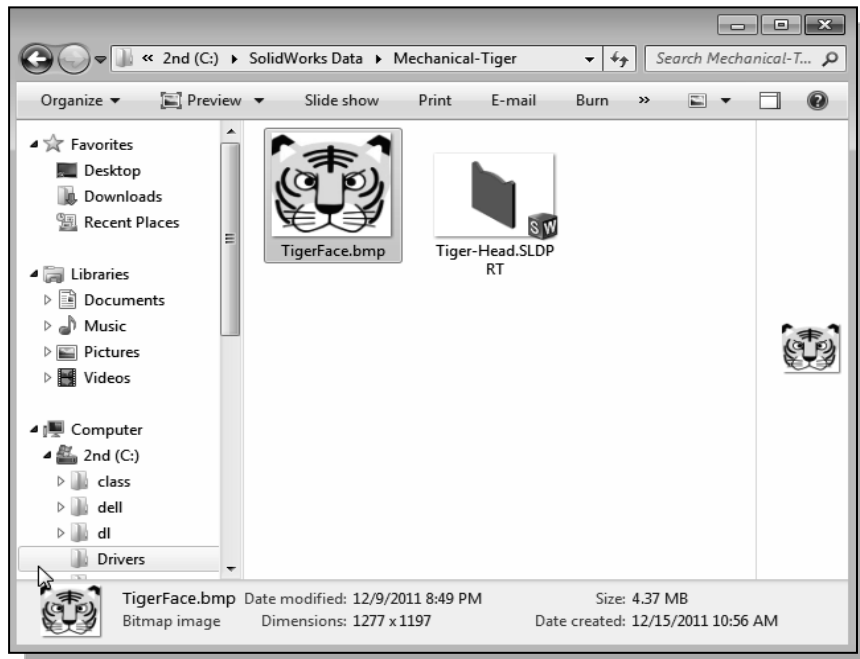 « 2nd (C:) SolidWorks Data Mechanical-Tiger Search Mechanical-T...
Organize Preview Slide show Print E-mail Burn »
Favorites
Desktop
Downloads
Recent Places
Libraries
Documents
Music
Pictures
Videos
Computer
2nd (C:)
class
dell
dl
Drivers
TigerFace.bmp
Tiger-Head.SLDP
RT
SW
TigerFace.bmp Date modified: 12/9/2011 8:49 PM Size: 4.37 MB
Bitmap image Dimensions: 1277 x 1197 Date created: 12/15/2011 10:56 AM